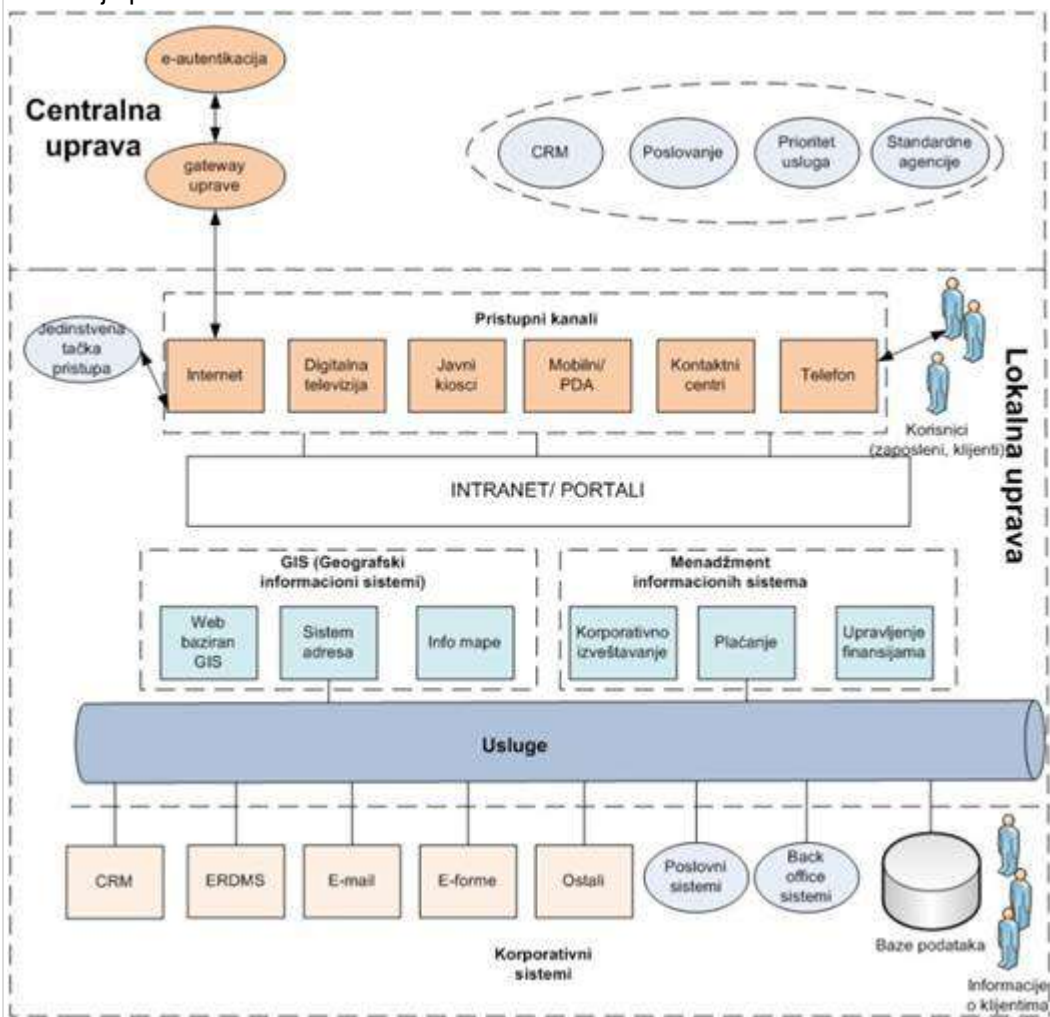 e-autentikacija
Centralna
uprava
gateway
uprave
CRM
Poslovanje
Prioritet
usluga
Standardne
agencije
Pristupni kanali
Jedinstvena
tačka
pristupa
Internet
Digitalna
televizija
Javni
kiosci
Mobilni/
PDA
Kontaktni
centri
Telefon
Korisnici
(zaposleni, klijenti)
Lokalna uprava
INTRANET/ PORTALI
GIS (Geografski
informacioni sistemi)
Web
baziran
GIS
Sistem
adresa
Info mape
Menadžment
informacionih sistema
Korporativno
izveštavanje
Plaćanje
Upravljenje
finansijama
Usluge
CRM
ERDMS
E-mail
E-forme
Ostali
Poslovni
sistemi
Back
office
sistemi
Baze podataka
Korporativni
sistemi
Informacije
o klijentima